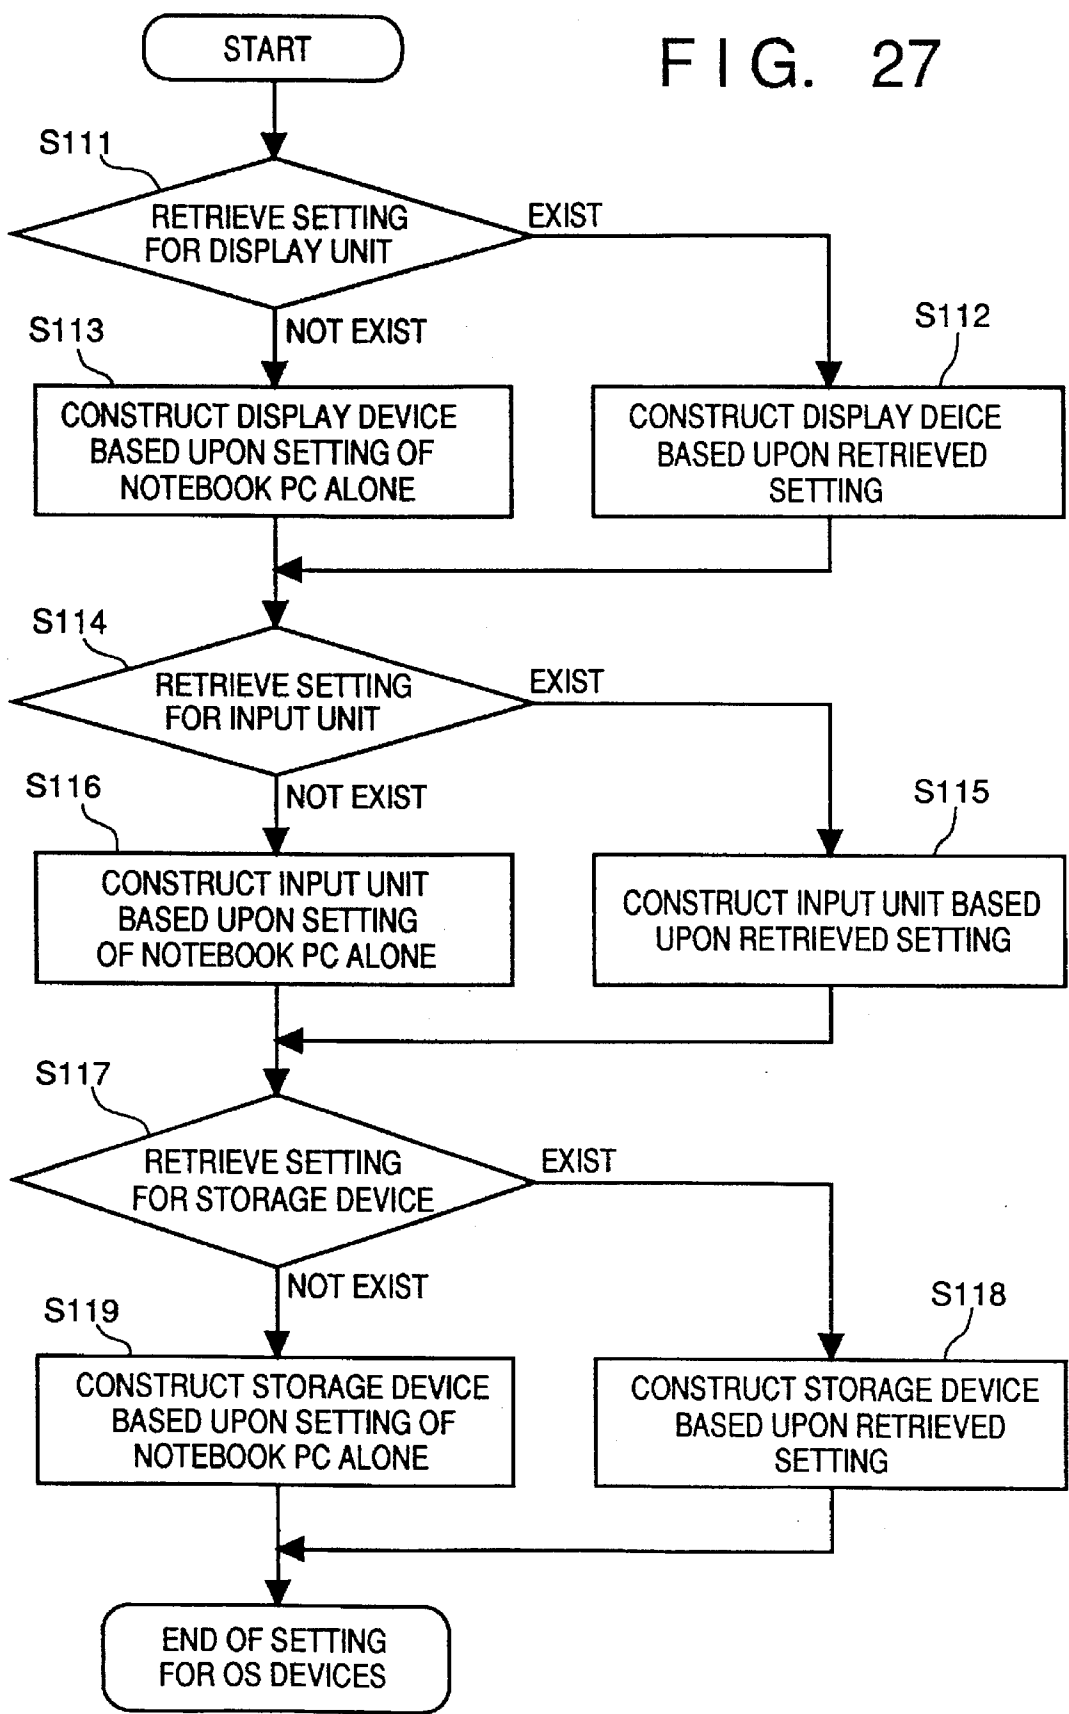 START
FIG. 27
S111
RETRIEVE SETTING
FOR DISPLAY UNIT
EXIST
NOT EXIST
S113
CONSTRUCT DISPLAY DEVICE
BASED UPON SETTING OF
NOTEBOOK PC ALONE
S112
CONSTRUCT DISPLAY DEICE
BASED UPON RETRIEVED
SETTING
S114
RETRIEVE SETTING
FOR INPUT UNIT
EXIST
NOT EXIST
S116
CONSTRUCT INPUT UNIT
BASED UPON SETTING
OF NOTEBOOK PC ALONE
S115
CONSTRUCT INPUT UNIT BASED
UPON RETRIEVED SETTING
S117
RETRIEVE SETTING
FOR STORAGE DEVICE
EXIST
NOT EXIST
S119
CONSTRUCT STORAGE DEVICE
BASED UPON SETTING OF
NOTEBOOK PC ALONE
S118
CONSTRUCT STORAGE DEVICE
BASED UPON RETRIEVED
SETTING
END OF SETTING
FOR OS DEVICES